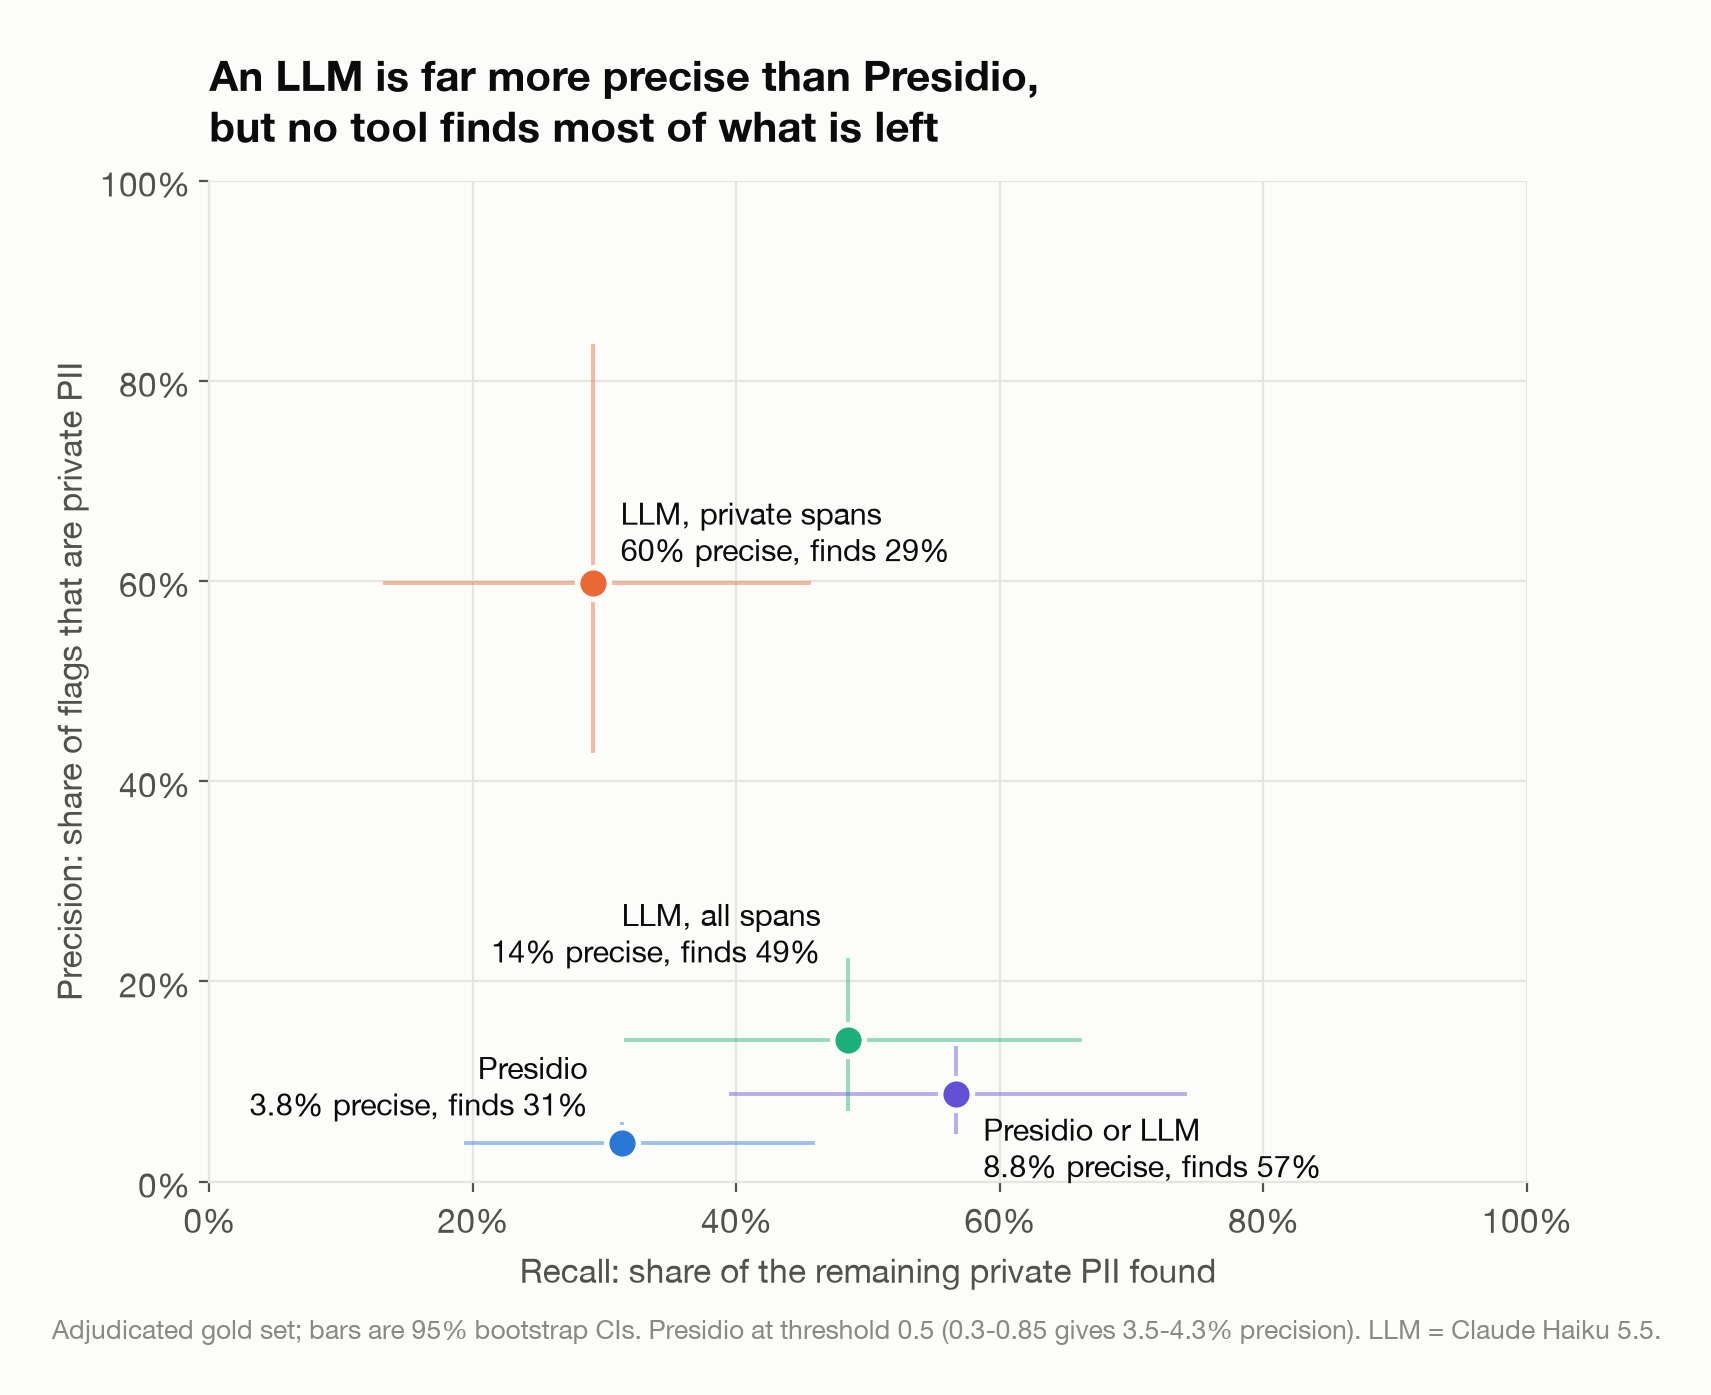 An LLM is far more precise than Presidio,
but no tool finds most of what is left
100%
80%
60%
40%
20%
0%
Precision: share of flags that are private PII
LLM, private spans
60% precise, finds 29%
LLM, all spans
14% precise, finds 49%
Presidio
3.8% precise, finds 31%
Presidio or LLM
8.8% precise, finds 57%
0%
20%
40%
60%
80%
100%
Recall: share of the remaining private PII found
Adjudicated gold set; bars are 95% bootstrap CIs. Presidio at threshold 0.5 (0.3-0.85 gives 3.5-4.3% precision). LLM = Claude Haiku 5.5.